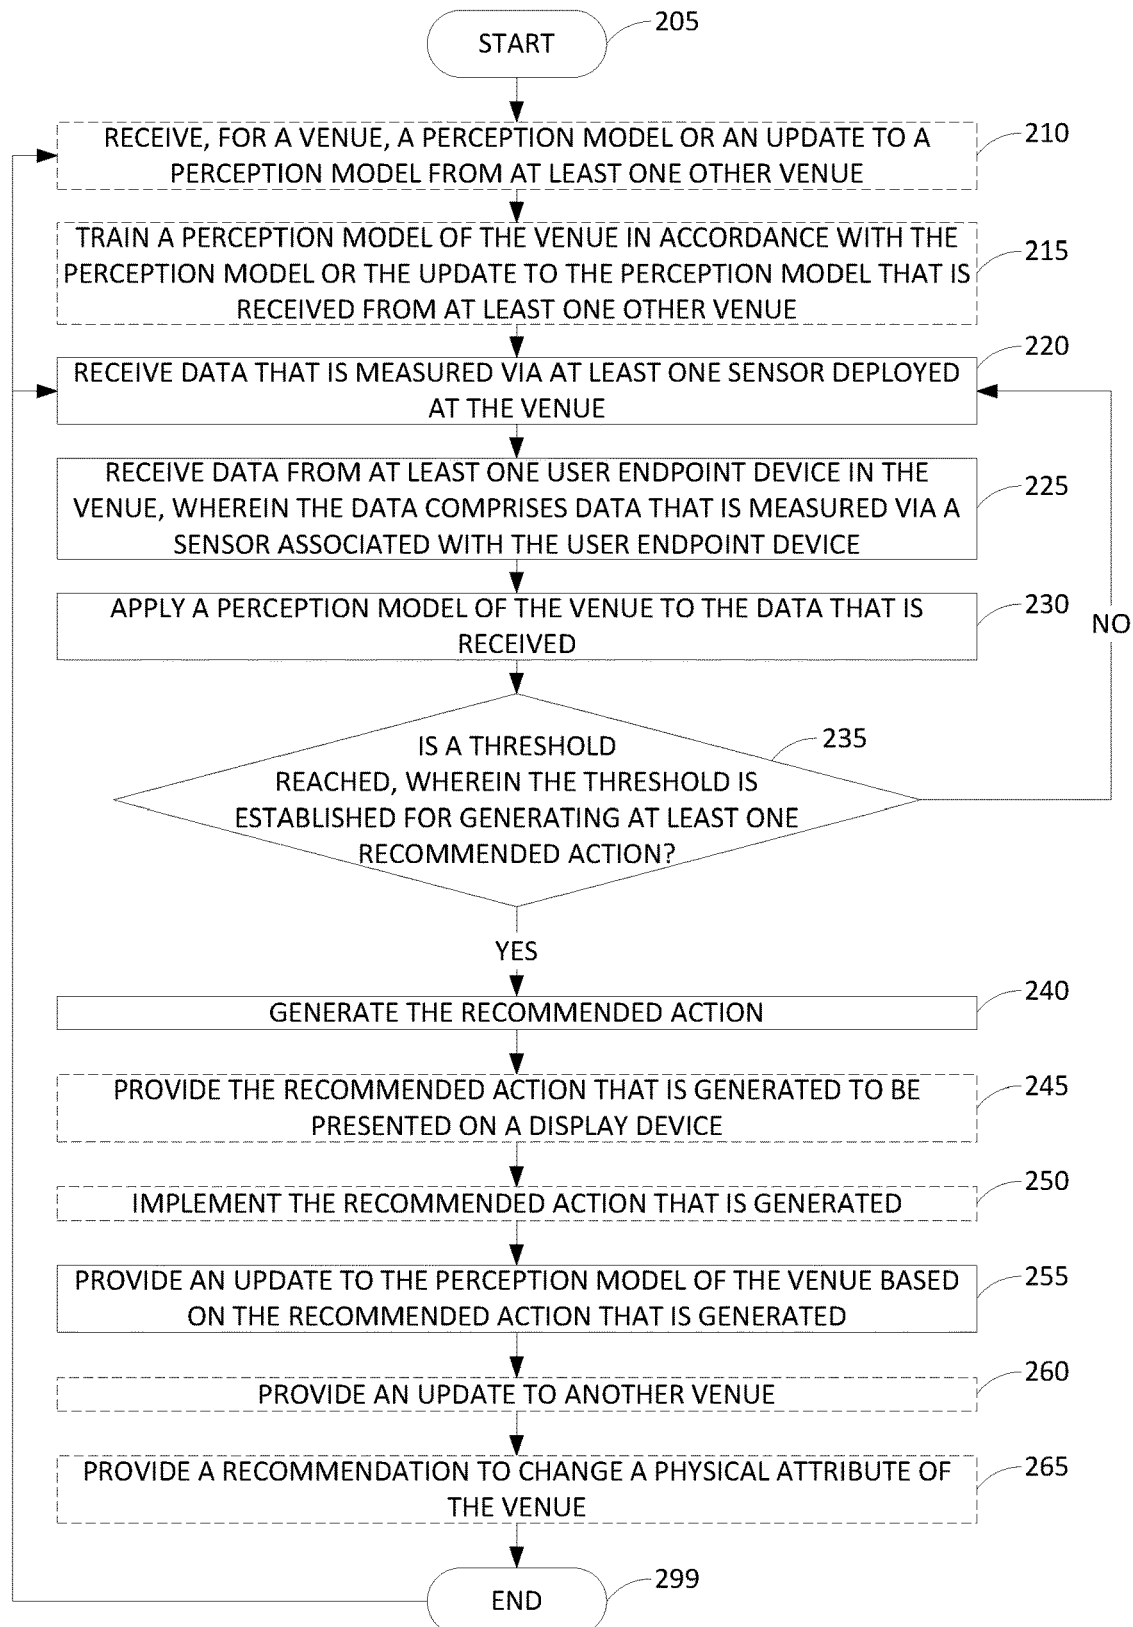 START
205
RECEIVE, FOR A VENUE, A PERCEPTION MODEL OR AN UPDATE TO A
PERCEPTION MODEL FROM AT LEAST ONE OTHER VENUE
210
TRAIN A PERCEPTION MODEL OF THE VENUE IN ACCORDANCE WITH THE
PERCEPTION MODEL OR THE UPDATE TO THE PERCEPTION MODEL THAT IS
RECEIVED FROM AT LEAST ONE OTHER VENUE
215
RECEIVE DATA THAT IS MEASURED VIA AT LEAST ONE SENSOR DEPLOYED
AT THE VENUE
220
RECEIVE DATA FROM AT LEAST ONE USER ENDPOINT DEVICE IN THE
VENUE, WHEREIN THE DATA COMPRISES DATA THAT IS MEASURED VIA A
SENSOR ASSOCIATED WITH THE USER ENDPOINT DEVICE
225
APPLY A PERCEPTION MODEL OF THE VENUE TO THE DATA THAT IS
RECEIVED
230
NO
IS A THRESHOLD
REACHED, WHEREIN THE THRESHOLD IS
ESTABLISHED FOR GENERATING AT LEAST ONE
RECOMMENDED ACTION?
235
YES
GENERATE THE RECOMMENDED ACTION
240
PROVIDE THE RECOMMENDED ACTION THAT IS GENERATED TO BE
PRESENTED ON A DISPLAY DEVICE
245
IMPLEMENT THE RECOMMENDED ACTION THAT IS GENERATED
250
PROVIDE AN UPDATE TO THE PERCEPTION MODEL OF THE VENUE BASED
ON THE RECOMMENDED ACTION THAT IS GENERATED
255
PROVIDE AN UPDATE TO ANOTHER VENUE
260
PROVIDE A RECOMMENDATION TO CHANGE A PHYSICAL ATTRIBUTE OF
THE VENUE
265
END
299